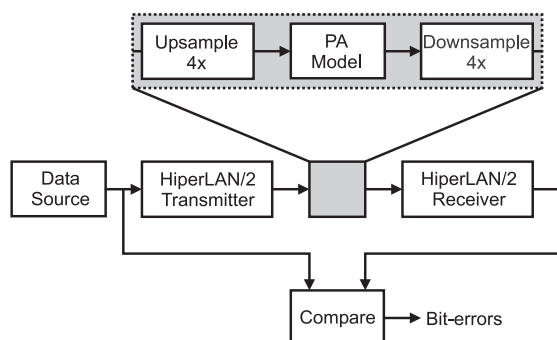 Upsample
4x
PA
Model
Downsample
4x
Data
Source
HiperLAN/2
Transmitter
HiperLAN/2
Receiver
Compare
Bit-errors